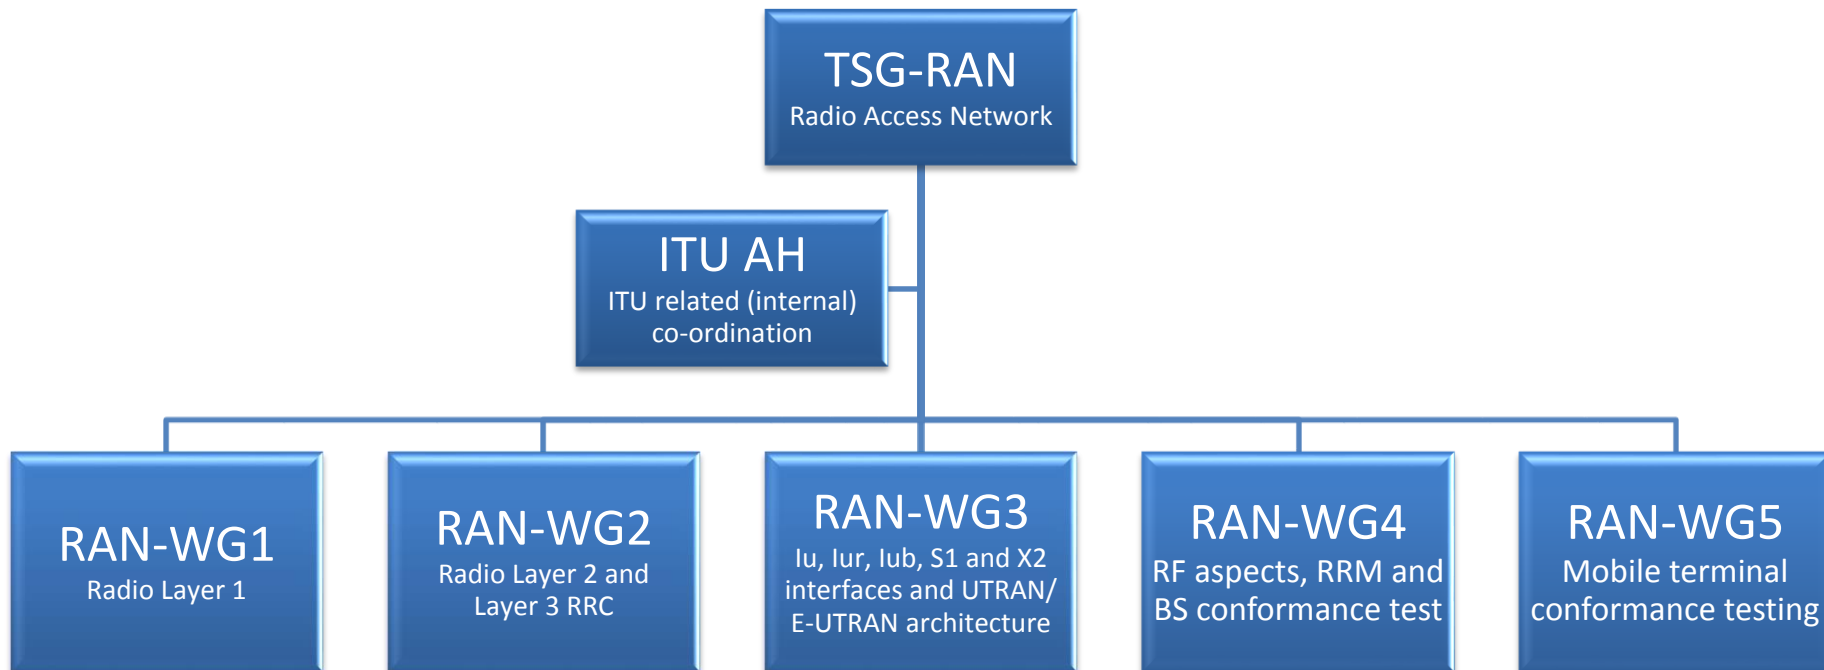 TSG-RAN
Radio Access Network
ITU AH
ITU related (internal)
co-ordination
RAN-WG1
Radio Layer 1
RAN-WG2
Radio Layer 2 and
Layer 3 RRC
RAN-WG3
Iu, Iur, Iub, S1 and X2
interfaces and UTRAN/
E-UTRAN architecture
RAN-WG4
RF aspects, RRM and
BS conformance test
RAN-WG5
Mobile terminal
conformance testing